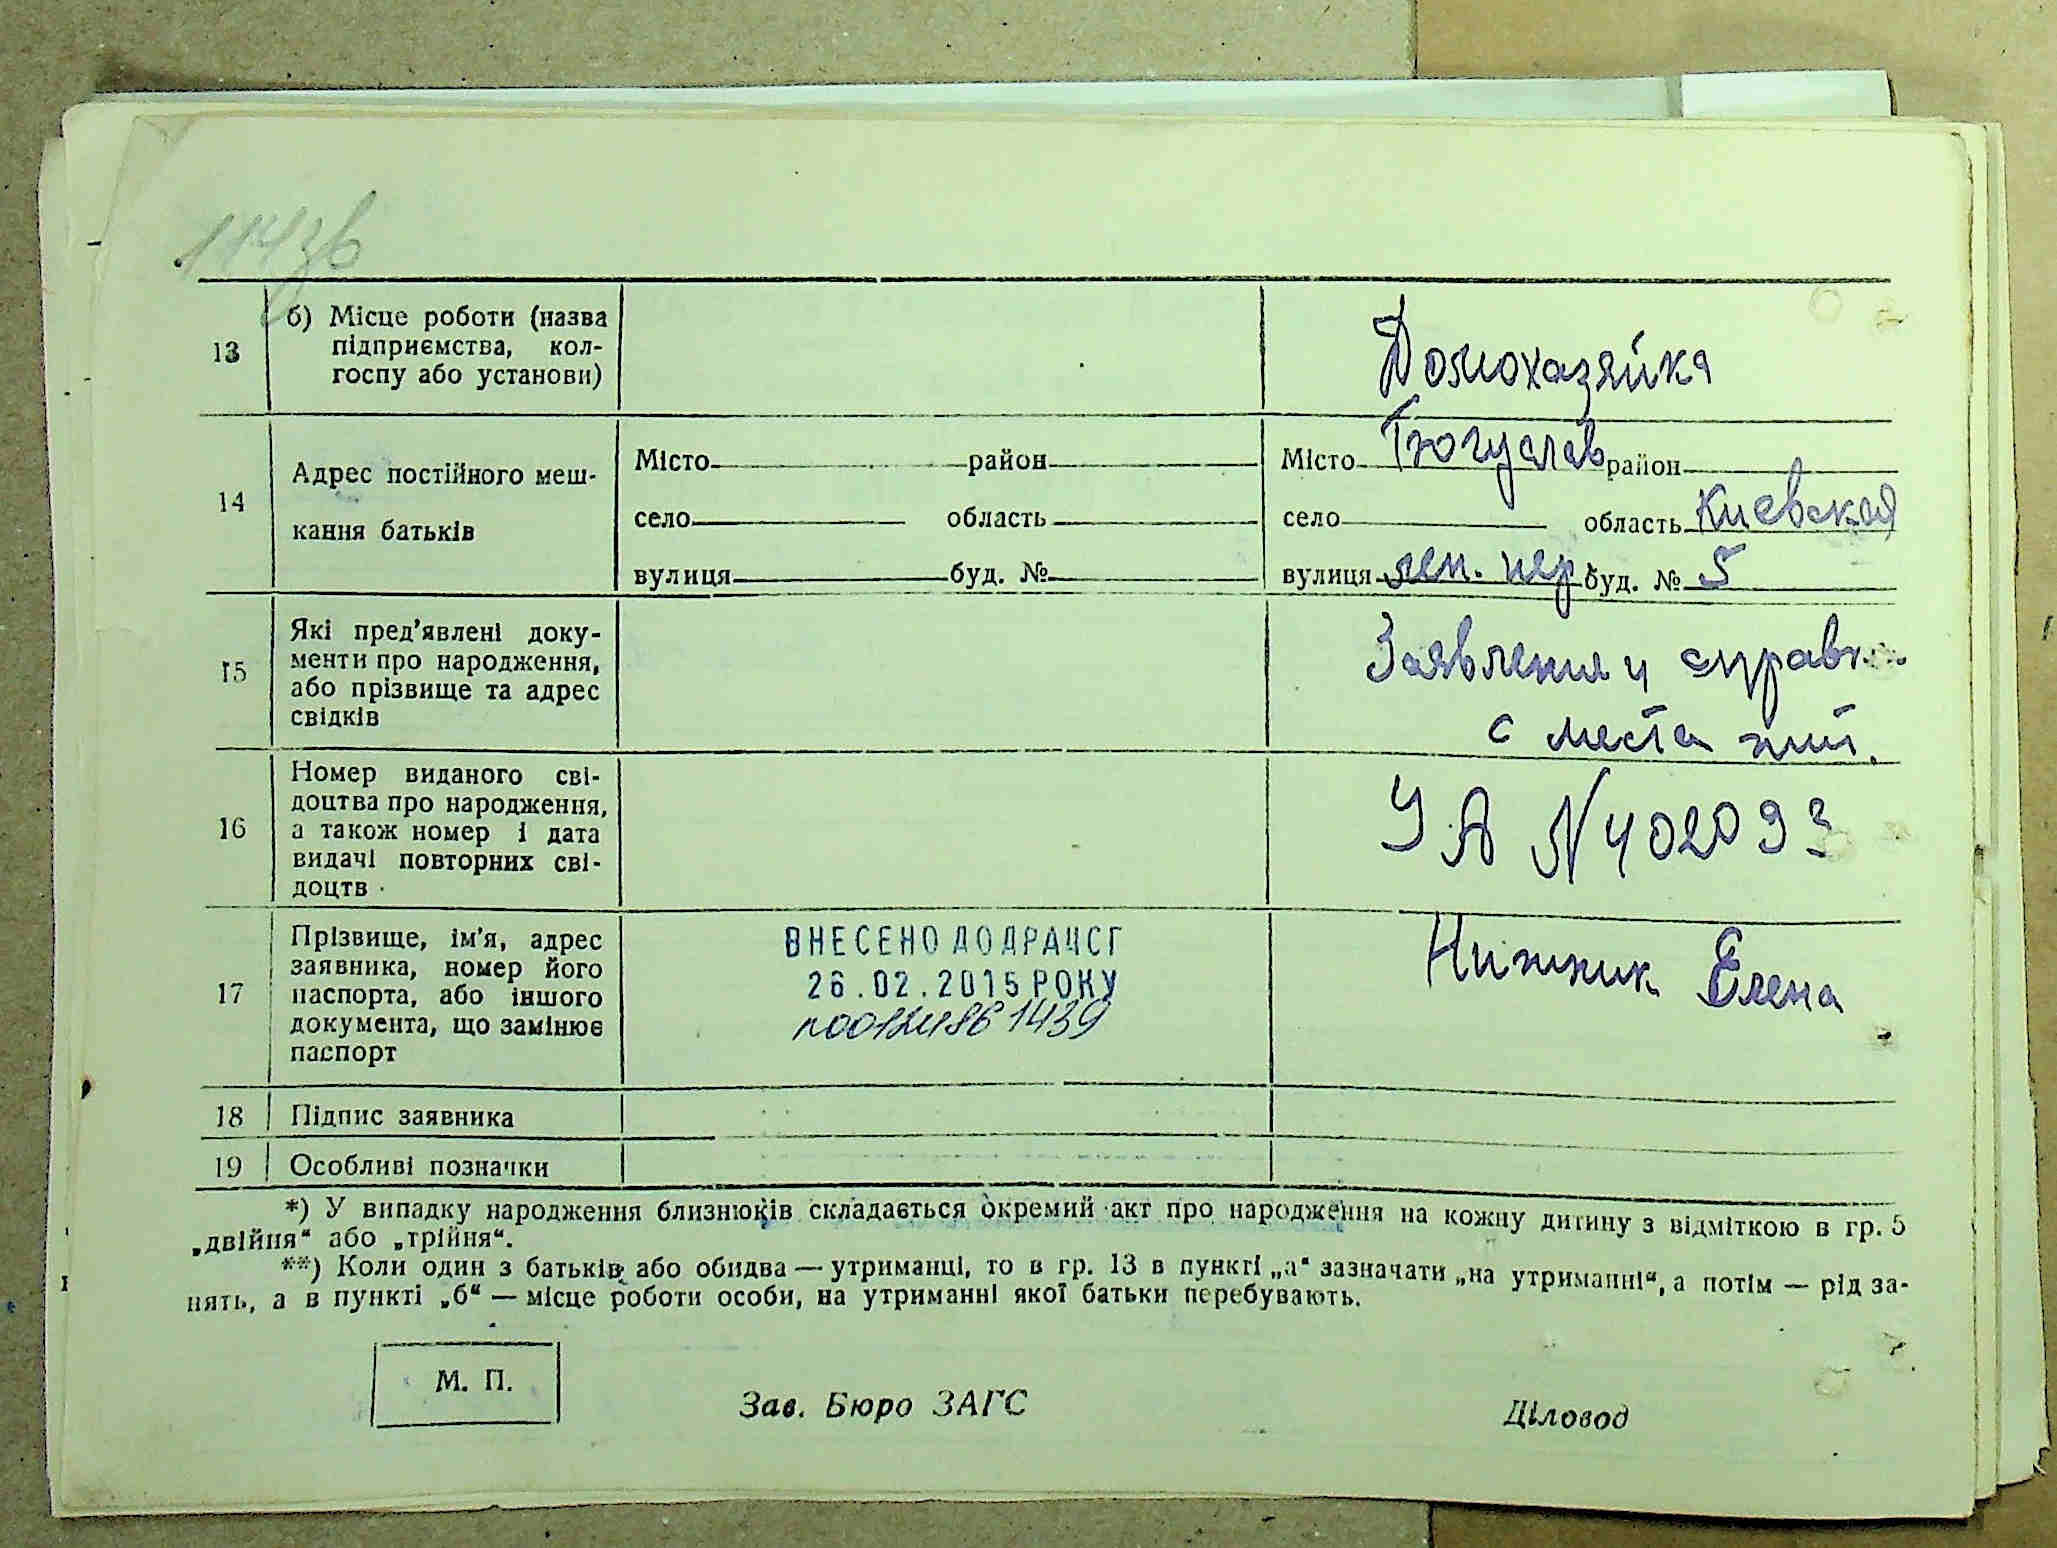 114зв
13 б) Місце роботи (назва
підприємства, кол-
госпу або установи)
Домохазяйка
14 Адрес постійного меш-
кання батьків
Місто район Місто Богуслав район
село область село область Киевская
вулиця буд. № вулиця лен. пер буд. № 5
15 Які пред'явлені доку-
менти про народження,
або прізвище та адрес
свідків
Заявления и справк
с места жит.
16 Номер виданого сві-
доцтва про народження,
а також номер і дата
видачі повторних сві-
доцтв
УА N 402093
17 Прізвище, ім'я, адрес
заявника, номер його
паспорта, або іншого
документа, що замінює
паспорт
ВНЕСЕНО ДО ДРАЦСГ
26.02.2015 РОКУ
Нижник Елена
18 Підпис заявника
19 Особливі позначки
*) У випадку народження близнюків складається окремий акт про народження на кожну дитину з відміткою в гр. 5
„двійня“ або „трійня“.
**) Коли один з батьків або обидва — утриманці, то в гр. 13 в пункті „а“ зазначати „на утриманні“, а потім — рід за-
нять, а в пункті „б“ — місце роботи особи, на утриманні якої батьки перебувають.
М. П.
Зав. Бюро ЗАГС
Діловод